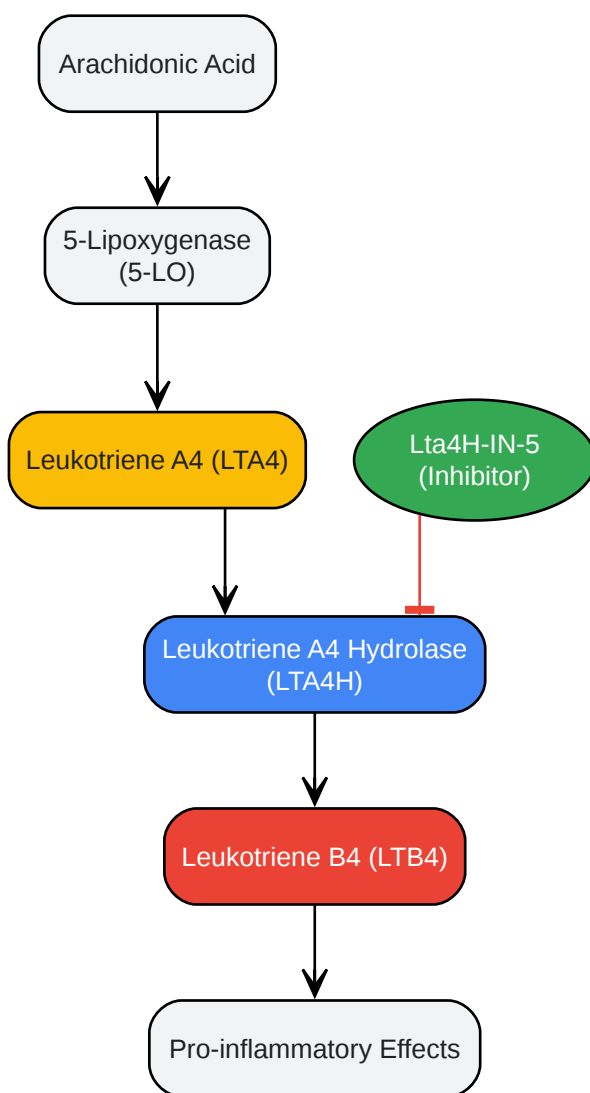 Arachidonic Acid
5-Lipoxygenase
(5-LO)
Leukotriene A4 (LTA4)
Lta4H-IN-5
(Inhibitor)
Leukotriene A4 Hydrolase
(LTA4H)
Leukotriene B4 (LTB4)
Pro-inflammatory Effects